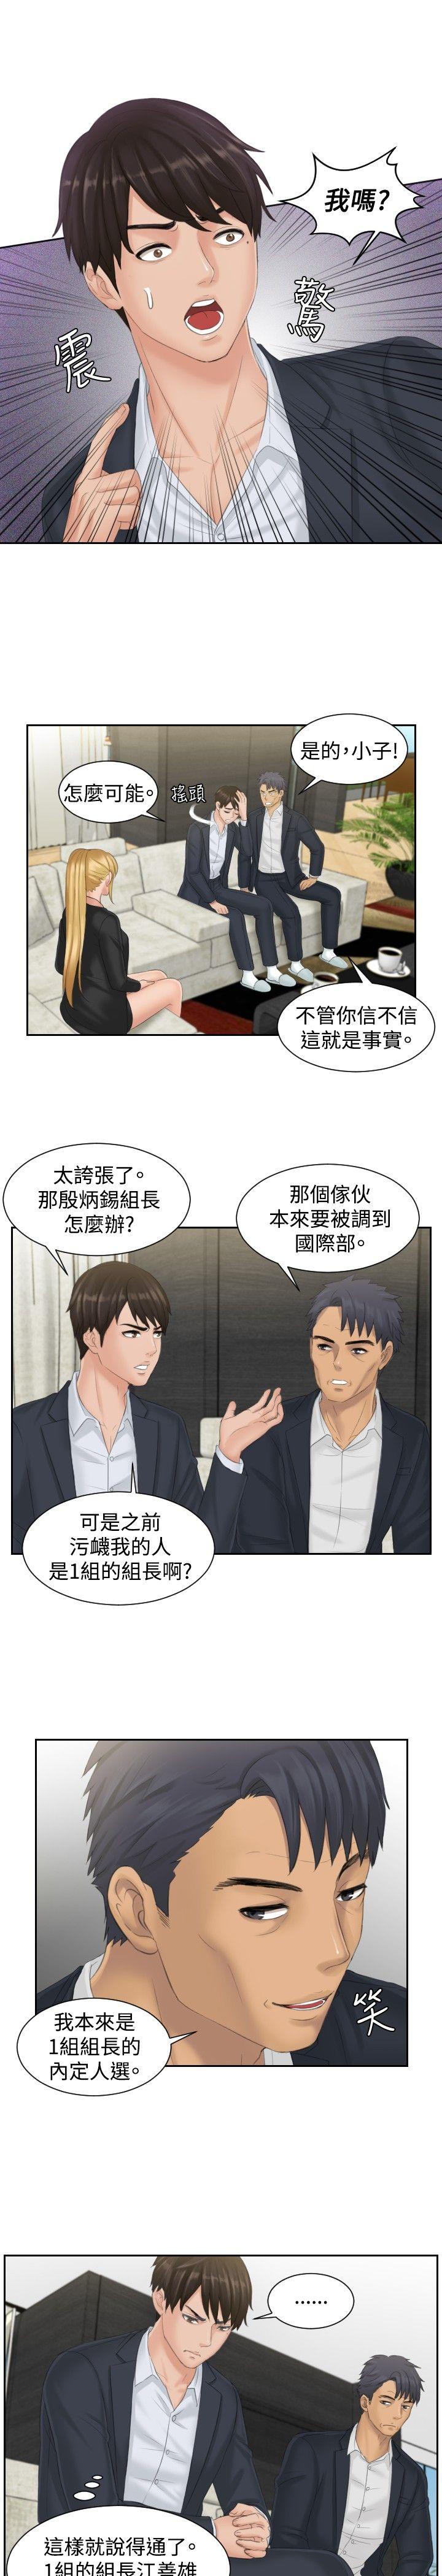 我嗎?
驚
震
是的,小子!
怎麼可能。
搖頭
不管你信不信
這就是事實。
太誇張了。
那殷炳錫組長
怎麼辦?
那個傢伙
本來要被調到
國際部。
可是之前
污衊我的人
是1組的組長啊?
我本來是
1組組長的
內定人選。
笑
……
這樣就說得通了。
1組的組長江善雄